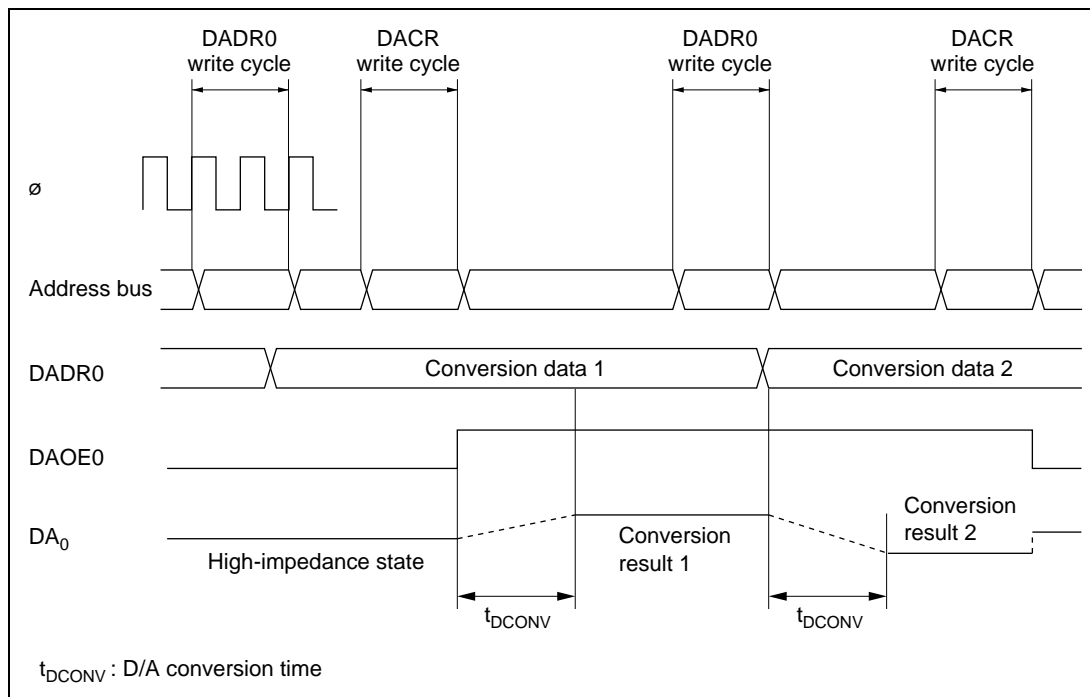 DADR0
write cycle
DACR
write cycle
DADR0
write cycle
DACR
write cycle
ø
Address bus
DADR0
Conversion data 1
Conversion data 2
DAOE0
DA0
High-impedance state
Conversion
result 1
Conversion
result 2
tDCONV
tDCONV
tDCONV : D/A conversion time